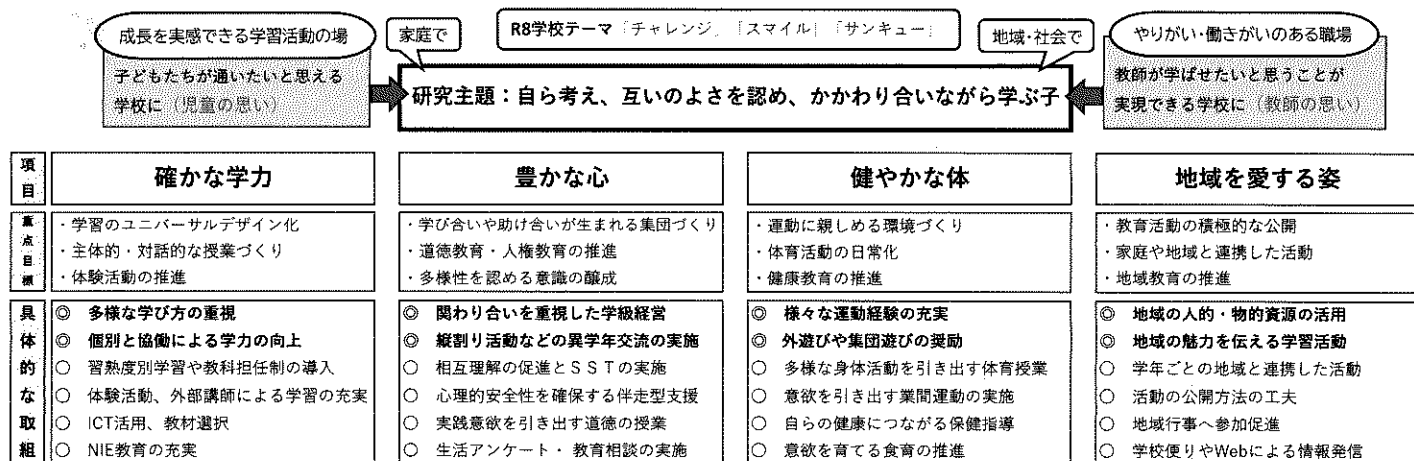 成長を実感できる学習活動の場
子どもたちが通いたいと思える
学校に（児童の思い）
家庭で
R8学校テーマ「チャレンジ」「スマイル」「サンキュー」
地域・社会で
研究主題：自ら考え、互いのよさを認め、かかわり合いながら学ぶ子
やりがい・働きがいのある職場
教師が学ばせたいと思うことが
実現できる学校に（教師の思い）
項目
確かな学力
豊かな心
健やかな体
地域を愛する姿
重点目標
・学習のユニバーサルデザイン化
・主体的・対話的な授業づくり
・体験活動の推進
・学び合いや助け合いが生まれる集団づくり
・道徳教育・人権教育の推進
・多様性を認める意識の醸成
・運動に親しめる環境づくり
・体育活動の日常化
・健康教育の推進
・教育活動の積極的な公開
・家庭や地域と連携した活動
・地域教育の推進
具体的な取組
◎ 多様な学び方の重視
◎ 個別と協働による学力の向上
○ 習熟度別学習や教科担任制の導入
○ 体験活動、外部講師による学習の充実
○ ICT活用、教材選択
○ NIE教育の充実
◎ 関わり合いを重視した学級経営
◎ 縦割り活動などの異学年交流の実施
○ 相互理解の促進とＳＳＴの実施
○ 心理的安全性を確保する伴走型支援
○ 実践意欲を引き出す道徳の授業
○ 生活アンケート・教育相談の実施
◎ 様々な運動経験の充実
◎ 外遊びや集団遊びの奨励
○ 多様な身体活動を引き出す体育授業
○ 意欲を引き出す業間運動の実施
○ 自らの健康につながる保健指導
○ 意欲を育てる食育の推進
◎ 地域の人的・物的資源の活用
◎ 地域の魅力を伝える学習活動
○ 学年ごとの地域と連携した活動
○ 活動の公開方法の工夫
○ 地域行事へ参加促進
○ 学校便りやWebによる情報発信